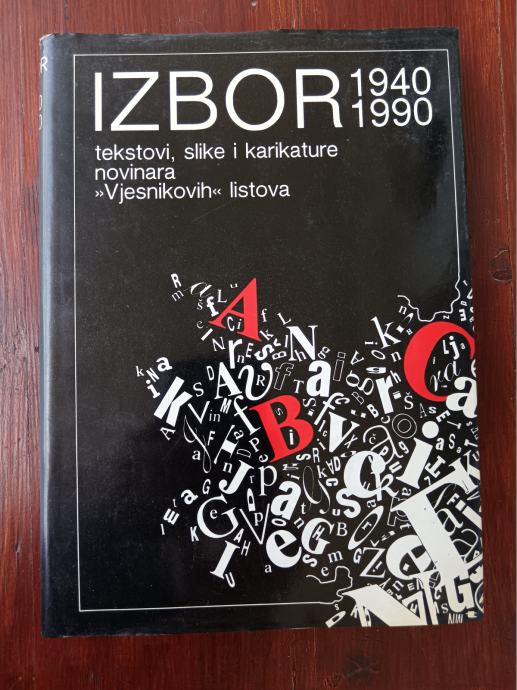 IZBOR 1940
1990
tekstovi, slike i karikature
novinara
»Vjesnikovih« listova
A
B
C